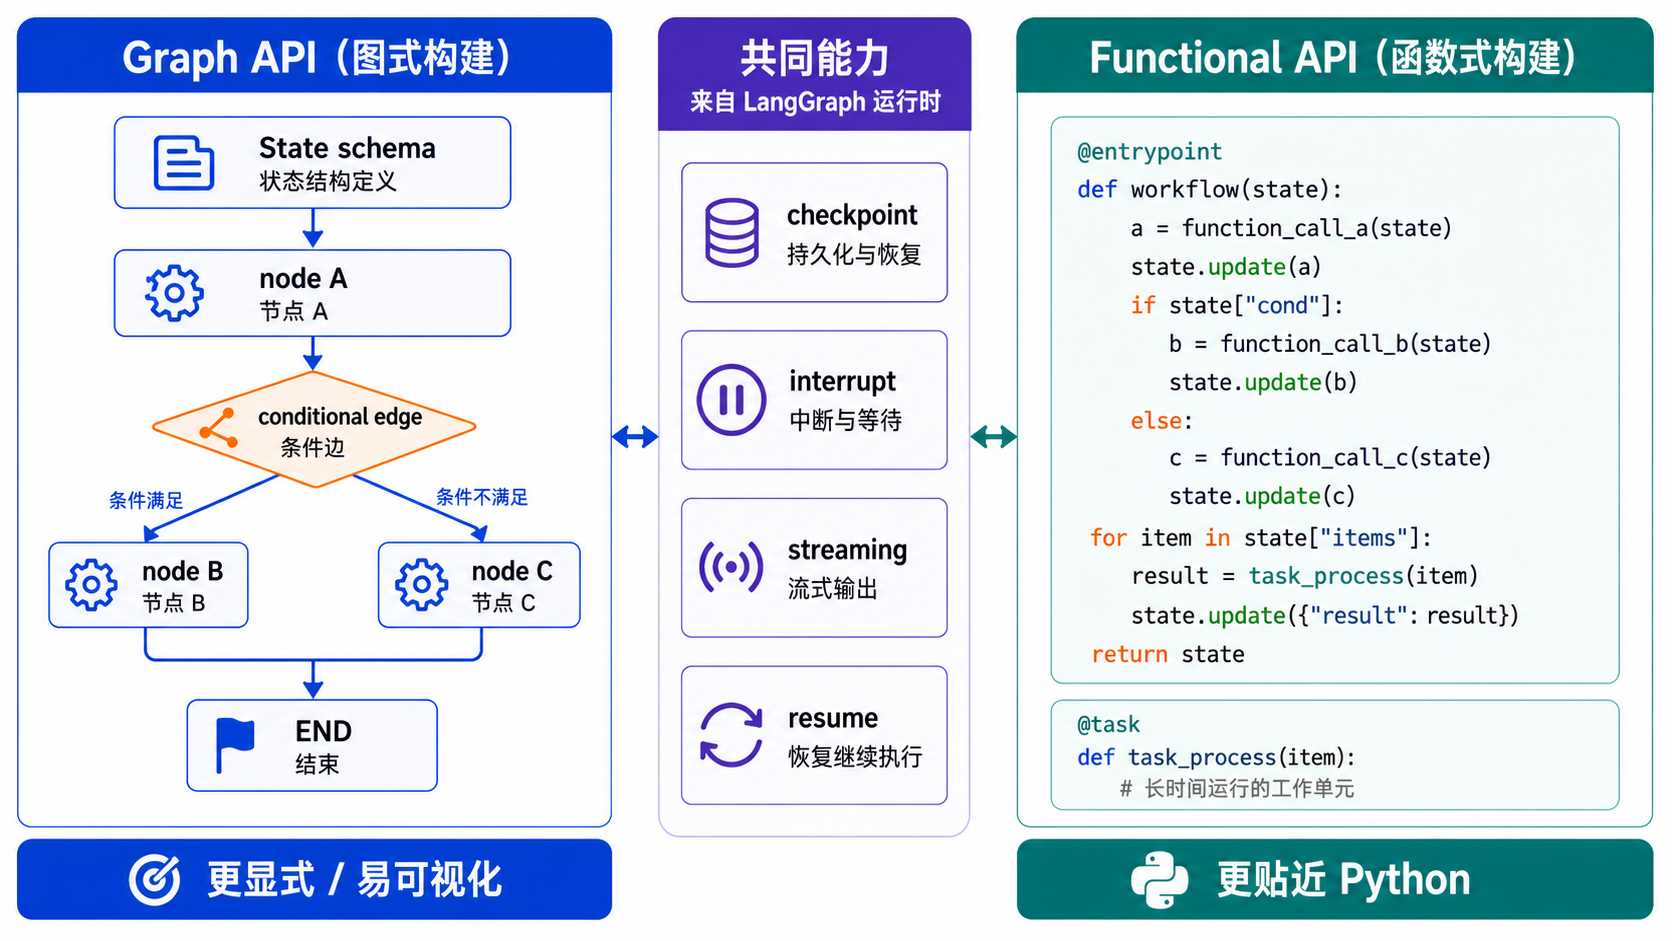 Graph API（图式构建）
State schema
状态结构定义
node A
节点 A
conditional edge
条件边
条件满足
条件不满足
node B
节点 B
node C
节点 C
END
结束
更显式 / 易可视化
共同能力
来自 LangGraph 运行时
checkpoint
持久化与恢复
interrupt
中断与等待
streaming
流式输出
resume
恢复继续执行
Functional API（函数式构建）
@entrypoint
def workflow(state):
a = function_call_a(state)
state.update(a)
if state["cond"]:
b = function_call_b(state)
state.update(b)
else:
c = function_call_c(state)
state.update(c)
for item in state["items"]:
result = task_process(item)
state.update({"result": result})
return state
@task
def task_process(item):
# 长时间运行的工作单元
更贴近 Python